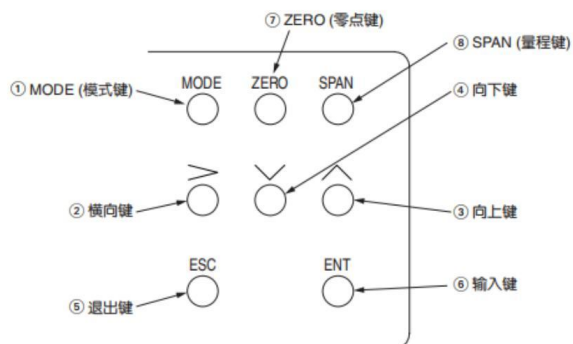 ⑦ ZERO (零点键)
⑧ SPAN (量程键)
① MODE (模式键)
MODE ZERO SPAN
④ 向下键
② 横向键
③ 向上键
ESC ENT
⑤ 退出键
⑥ 输入键